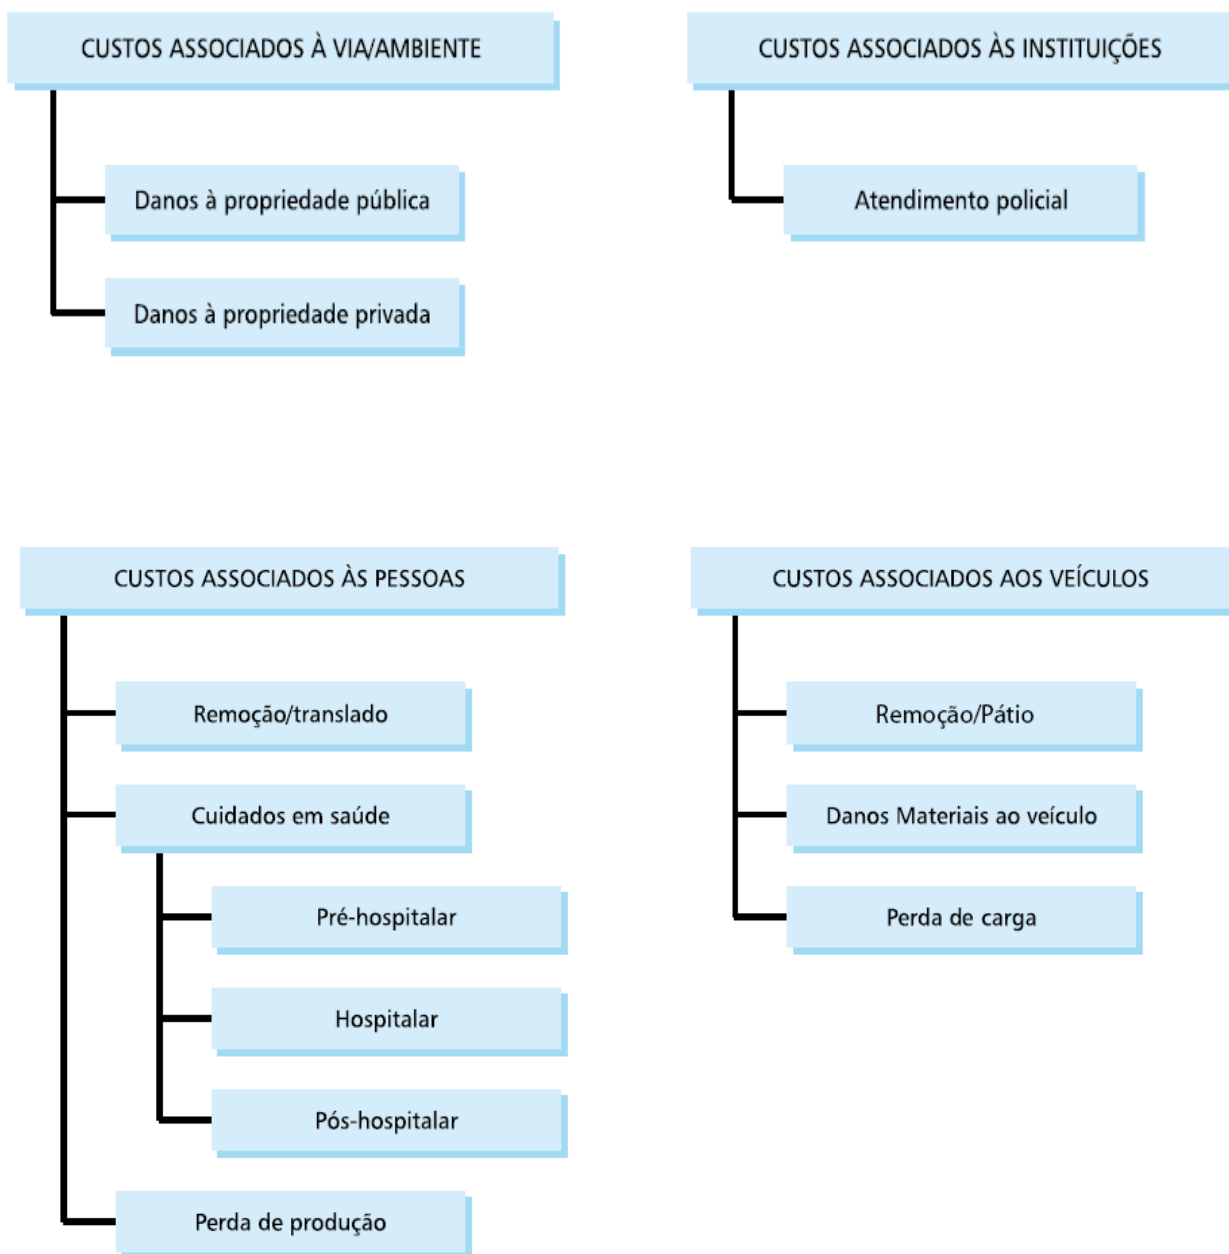 CUSTOS ASSOCIADOS À VIA/AMBIENTE
Danos à propriedade pública
Danos à propriedade privada
CUSTOS ASSOCIADOS ÀS INSTITUIÇÕES
Atendimento policial
CUSTOS ASSOCIADOS ÀS PESSOAS
Remoção/translado
Cuidados em saúde
Pré-hospitalar
Hospitalar
Pós-hospitalar
Perda de produção
CUSTOS ASSOCIADOS AOS VEÍCULOS
Remoção/Pátio
Danos Materiais ao veículo
Perda de carga